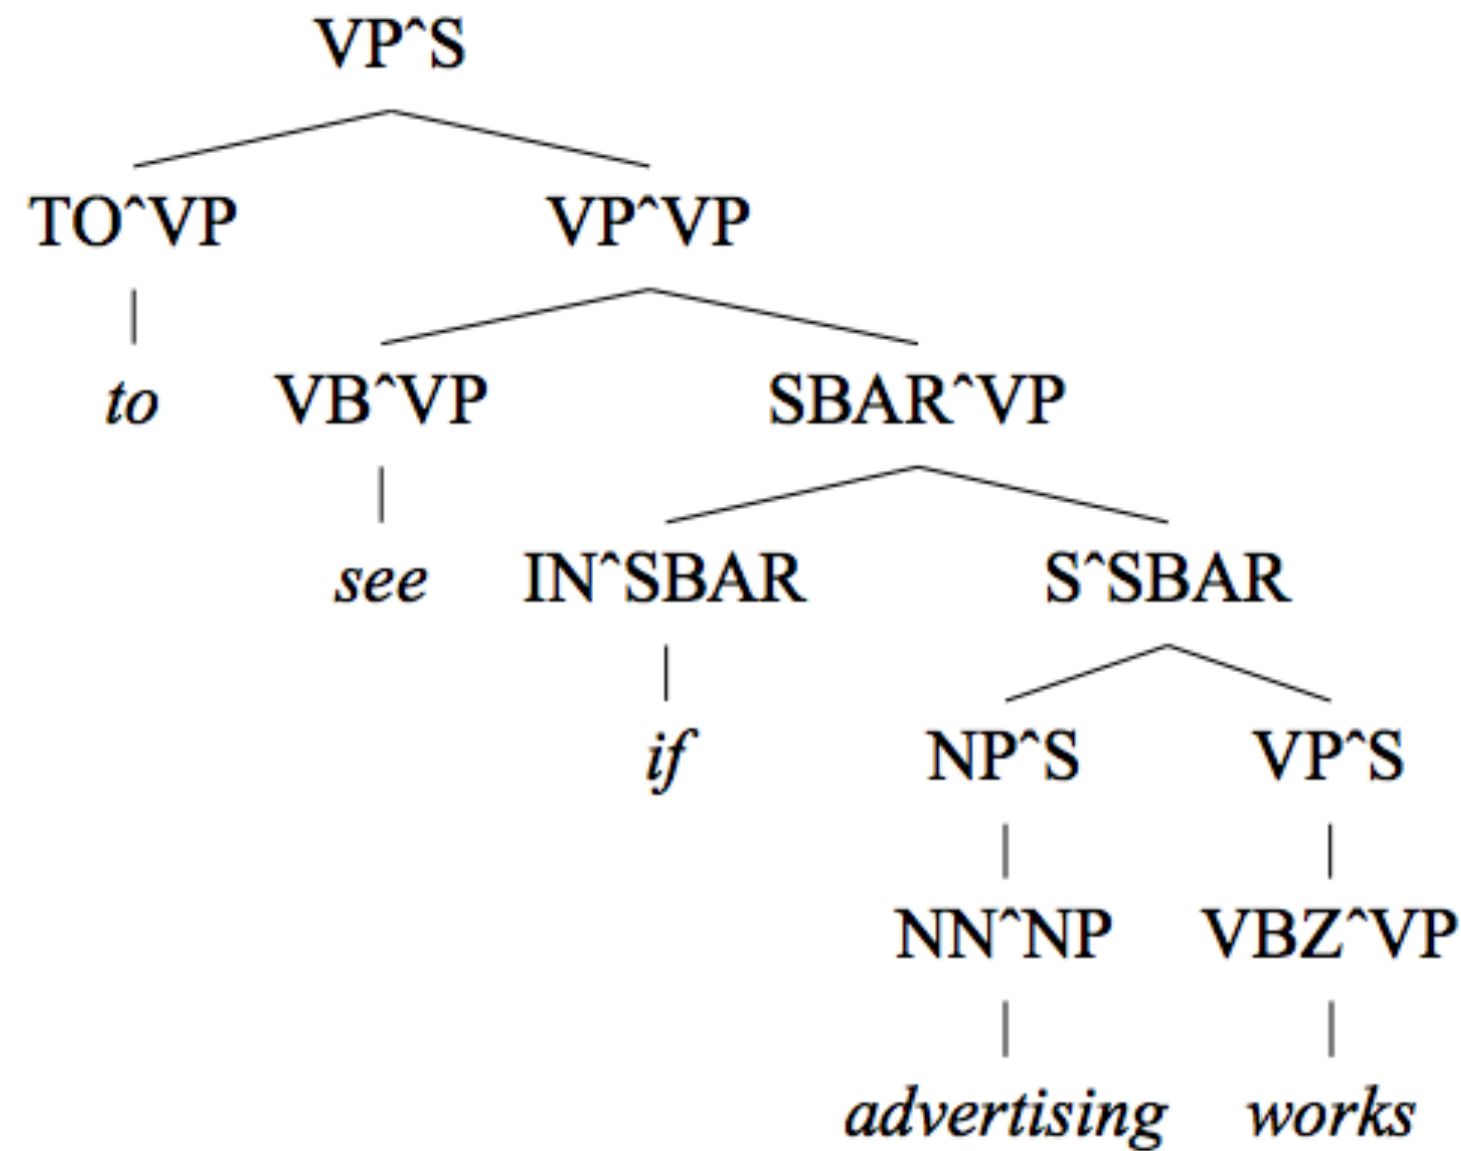 VP^S
TO^VP VP^VP
to VB^VP SBAR^VP
see IN^SBAR S^SBAR
if NP^S VP^S
NN^NP VBZ^VP
advertising works